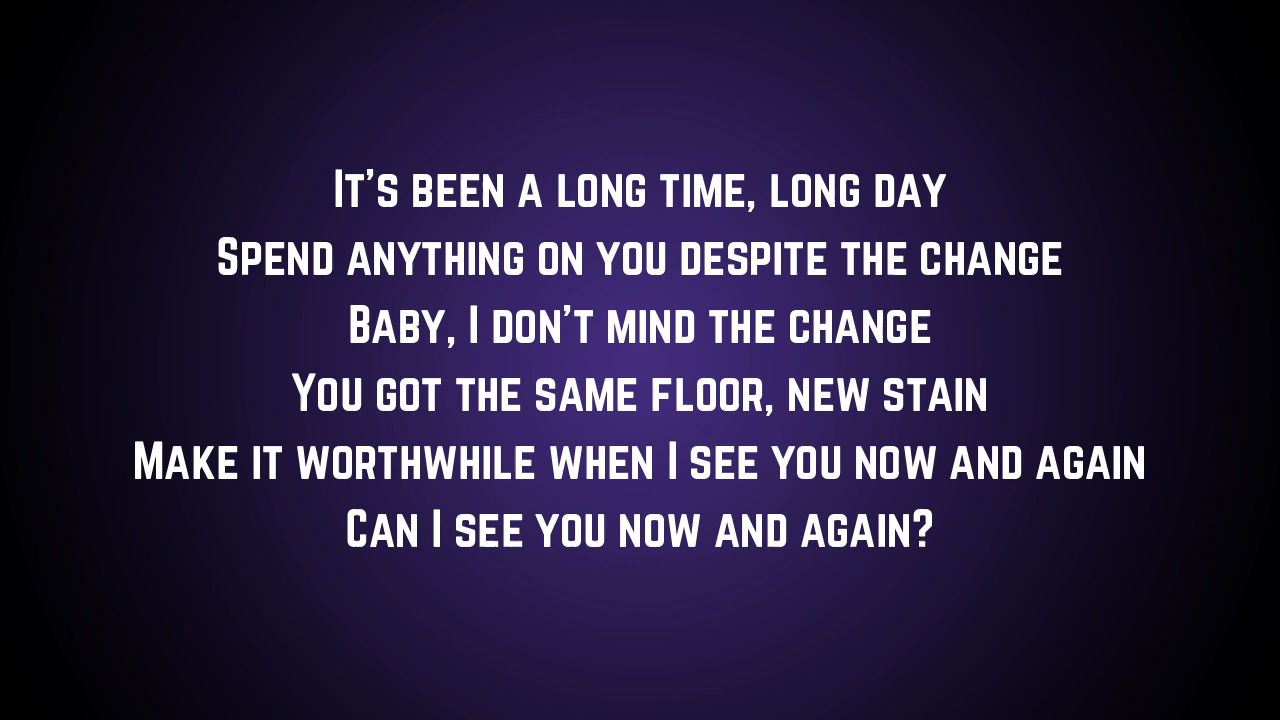 It's been a long time, long day
Spend anything on you despite the change
Baby, I don't mind the change
You got the same floor, new stain
Make it worthwhile when I see you now and again
Can I see you now and again?